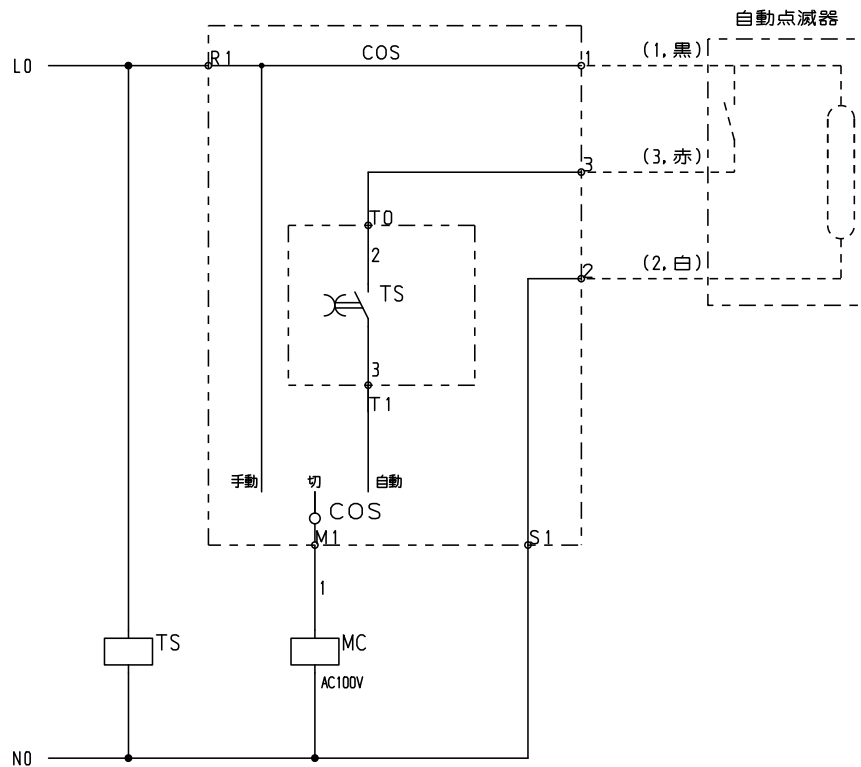 自動点滅器
L0
R1
COS
1
(1,黒)
3
(3,赤)
T0
2
2
(2,白)
TS
3
T1
手動
切
自動
COS
M1
S1
1
TS
MC
AC100V
N0